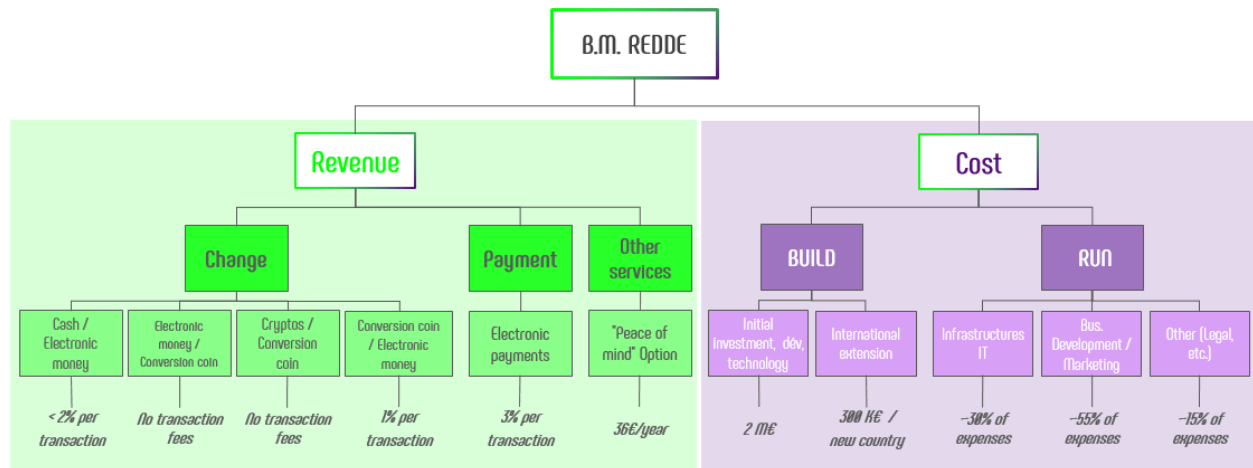 B.M. REDDE
Revenue
Cost
Change
Payment
Other
services
BUILD
RUN
Cash /
Electronic
money
Electronic
money /
Conversion coin
Cryptos /
Conversion
coin
Conversion coin
/ Electronic
money
Electronic
payments
"Peace of
mind" Option
Initial
investment, dév,
technology
International
extension
Infrastructures
IT
Bus.
Development /
Marketing
Other (Legal,
etc.)
< 2% per
transaction
No transaction
fees
No transaction
fees
1% per
transaction
3% per
transaction
36€/year
2 M€
300 K€ /
new country
~30% of
expenses
~55% of
expenses
~15% of
expenses